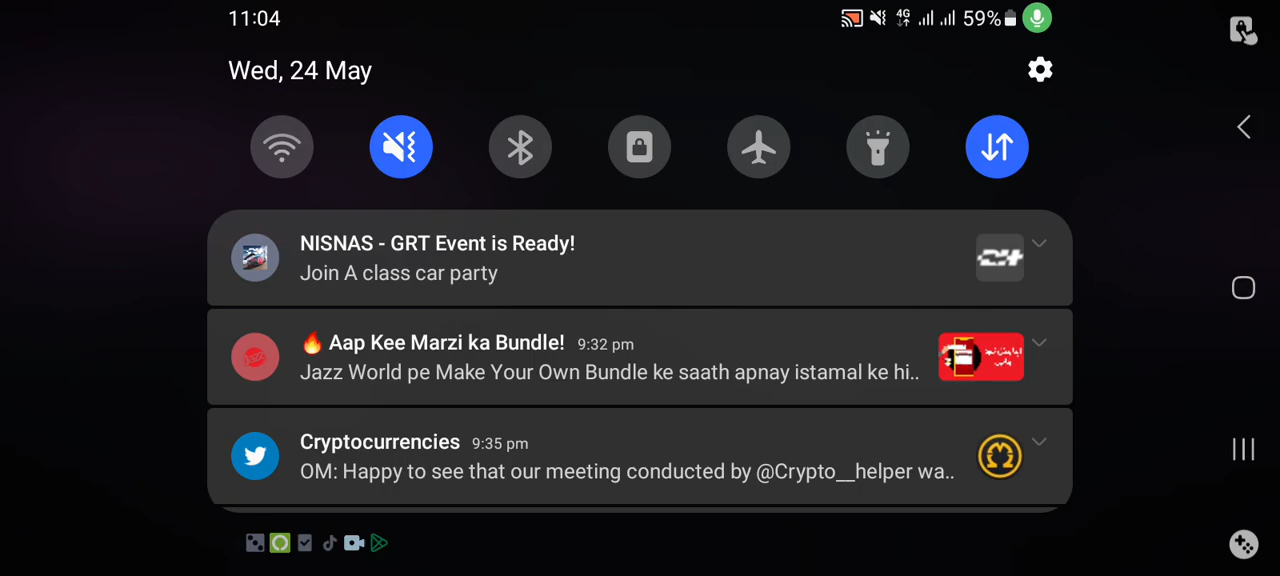 11:04
4G
59%
Wed, 24 May
NISNAS - GRT Event is Ready!
Join A class car party
🔥 Aap Kee Marzi ka Bundle! 9:32 pm
Jazz World pe Make Your Own Bundle ke saath apnay istamal ke hi..
Cryptocurrencies 9:35 pm
OM: Happy to see that our meeting conducted by @Crypto__helper wa..